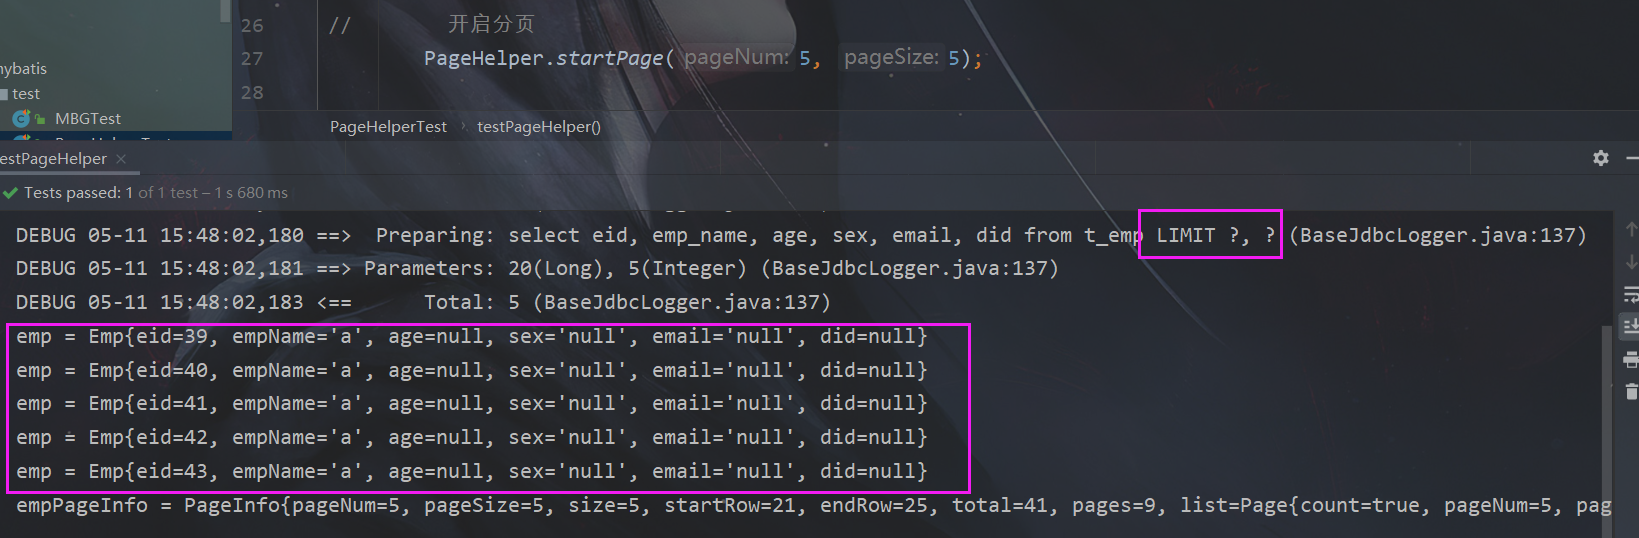 26 // 开启分页
27 PageHelper.startPage( pageNum: 5, pageSize: 5);
28
mybatis
test
MBGTest
PageHelperTest › testPageHelper()
testPageHelper ×
Tests passed: 1 of 1 test – 1 s 680 ms
DEBUG 05-11 15:48:02,180 ==>  Preparing: select eid, emp_name, age, sex, email, did from t_emp LIMIT ?, ? (BaseJdbcLogger.java:137)
DEBUG 05-11 15:48:02,181 ==> Parameters: 20(Long), 5(Integer) (BaseJdbcLogger.java:137)
DEBUG 05-11 15:48:02,183 <==      Total: 5 (BaseJdbcLogger.java:137)
emp = Emp{eid=39, empName='a', age=null, sex='null', email='null', did=null}
emp = Emp{eid=40, empName='a', age=null, sex='null', email='null', did=null}
emp = Emp{eid=41, empName='a', age=null, sex='null', email='null', did=null}
emp = Emp{eid=42, empName='a', age=null, sex='null', email='null', did=null}
emp = Emp{eid=43, empName='a', age=null, sex='null', email='null', did=null}
empPageInfo = PageInfo{pageNum=5, pageSize=5, size=5, startRow=21, endRow=25, total=41, pages=9, list=Page{count=true, pageNum=5, pag